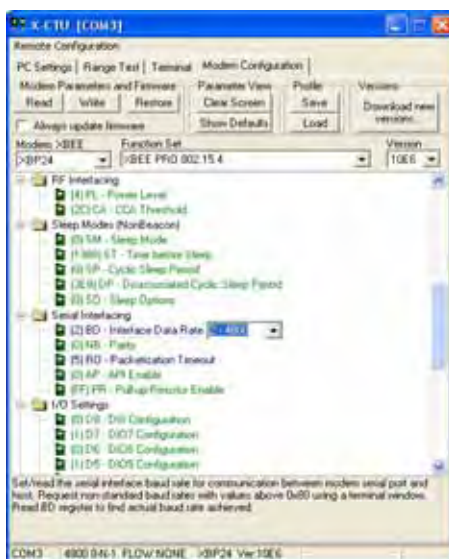 X-CTU [COM3]
Remote Configuration
PC Settings | Range Test | Terminal Modem Configuration
Modem Parameters and Firmware Parameter View Profile Versions
Read Write Restore Clear Screen Save Download new versions...
Always update firmware Show Defaults Load
Modem: XBEE Function Set Version
XBP24 XBEE PRO 802.15.4 10E6
RF Interfacing
(4) PL - Power Level
(2C) CA - CCA Threshold
Sleep Modes (NonBeacon)
(0) SM - Sleep Mode
ST - Time before Sleep
(0) SP - Cyclic Sleep Period
(3E8) DP - Disassociated Cyclic Sleep Period
(0) SO - Sleep Options
Serial Interfacing
(2) BD - Interface Data Rate 2 - 4800
(0) NB - Parity
(5) RO - Packetization Timeout
(0) AP - API Enable
(FF) PR - Pull-up Resistor Enable
I/O Settings
(0) D8 - DI8 Configuration
(1) D7 - DIO7 Configuration
(0) D6 - DIO6 Configuration
(1) D5 - DIO5 Configuration
Set/read the serial interface baud rate for communication between modem serial port and
host. Request non-standard baud rates with values above 0x80 using a terminal window.
Read BD register to find actual baud rate achieved.
COM3 4800 8-N-1 FLOW:NONE XBP24 Ver:10E6